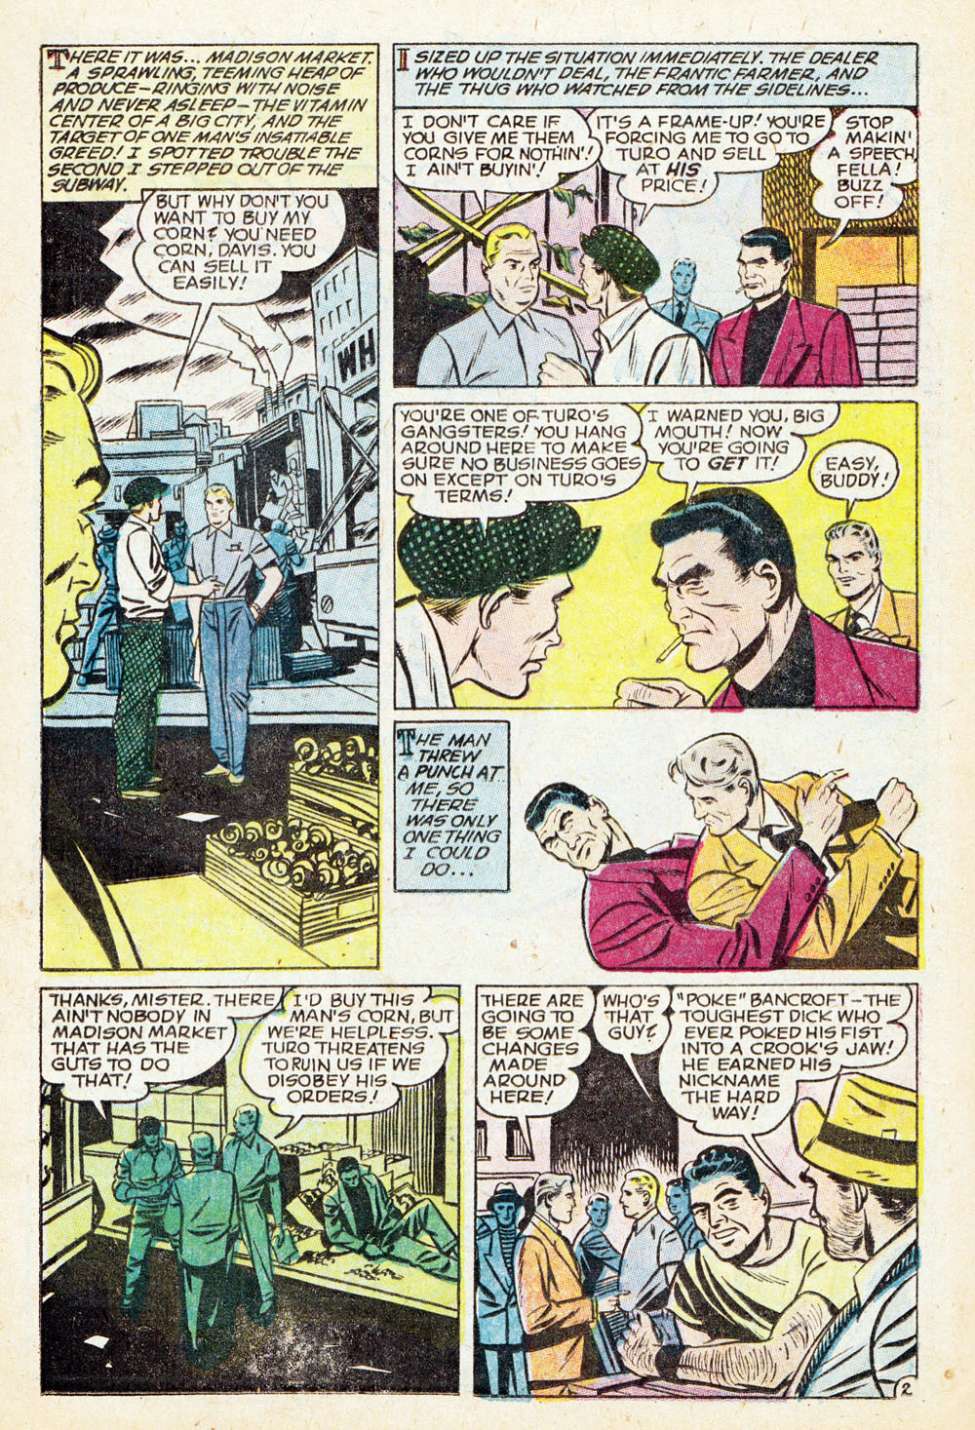 THERE IT WAS... MADISON MARKET.
A SPRAWLING, TEEMING HEAP OF
PRODUCE—RINGING WITH NOISE
AND NEVER ASLEEP—THE VITAMIN
CENTER OF A BIG CITY, AND THE
TARGET OF ONE MAN'S INSATIABLE
GREED! I SPOTTED TROUBLE THE
SECOND I STEPPED OUT OF THE
SUBWAY.
BUT WHY DON'T YOU
WANT TO BUY MY
CORN? YOU NEED
CORN, DAVIS. YOU
CAN SELL IT
EASILY!
WH
I SIZED UP THE SITUATION IMMEDIATELY. THE DEALER
WHO WOULDN'T DEAL, THE FRANTIC FARMER, AND
THE THUG WHO WATCHED FROM THE SIDELINES...
I DON'T CARE IF
YOU GIVE ME THEM
CORNS FOR NOTHIN'!
I AIN'T BUYIN'!
IT'S A FRAME-UP! YOU'RE
FORCING ME TO GO TO
TURO AND SELL
AT HIS
PRICE!
STOP
MAKIN'
A SPEECH,
FELLA!
BUZZ
OFF!
YOU'RE ONE OF TURO'S
GANGSTERS! YOU HANG
AROUND HERE TO MAKE
SURE NO BUSINESS GOES
ON EXCEPT ON TURO'S
TERMS!
I WARNED YOU, BIG
MOUTH! NOW
YOU'RE GOING
TO GET IT!
EASY,
BUDDY!
THE MAN
THREW
A PUNCH AT
ME, SO
THERE
WAS ONLY
ONE THING
I COULD
DO...
THANKS, MISTER. THERE
AIN'T NOBODY IN
MADISON MARKET
THAT HAS THE
GUTS TO DO
THAT!
I'D BUY THIS
MAN'S CORN, BUT
WE'RE HELPLESS.
TURO THREATENS
TO RUIN US IF WE
DISOBEY HIS
ORDERS!
THERE ARE
GOING TO
BE SOME
CHANGES
MADE
AROUND
HERE!
WHO'S
THAT
GUY?
"POKE" BANCROFT—THE
TOUGHEST DICK WHO
EVER POKED HIS FIST
INTO A CROOK'S JAW!
HE EARNED HIS
NICKNAME
THE HARD
WAY!
2